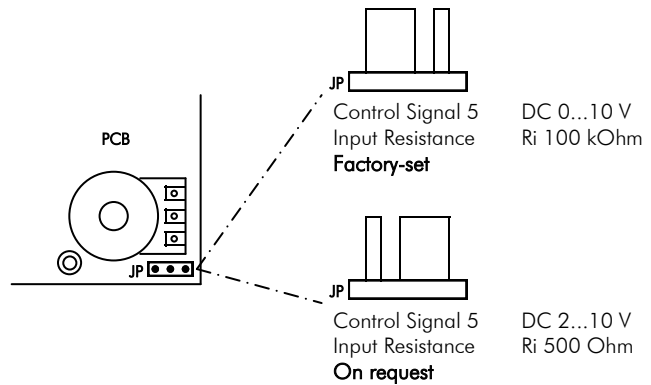 JP
Control Signal 5 DC 0...10 V
Input Resistance Ri 100 kOhm
Factory-set
PCB
JP
JP
Control Signal 5 DC 2...10 V
Input Resistance Ri 500 Ohm
On request